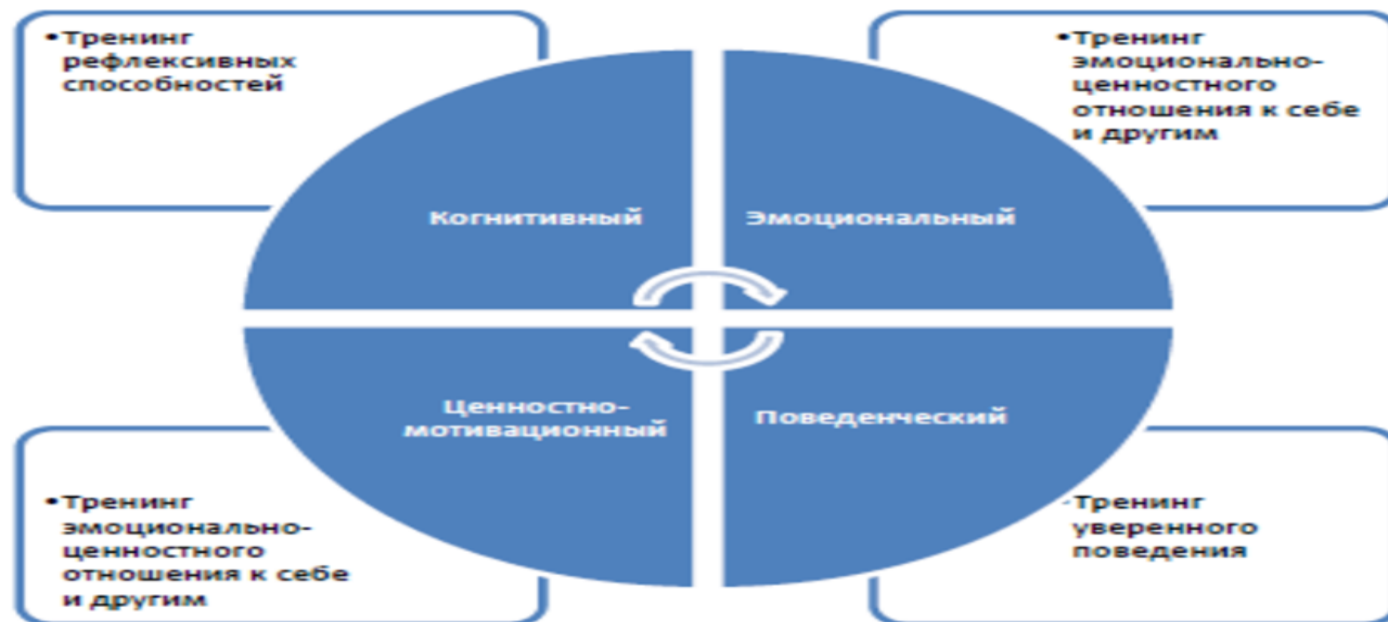 •Тренинг
рефлексивных
способностей
•Тренинг
эмоционально-
ценностного
отношения к себе
и другим
Когнитивный
Эмоциональный
Ценностно-
мотивационный
Поведенческий
•Тренинг
эмоционально-
ценностного
отношения к себе
и другим
•Тренинг
уверенного
поведения